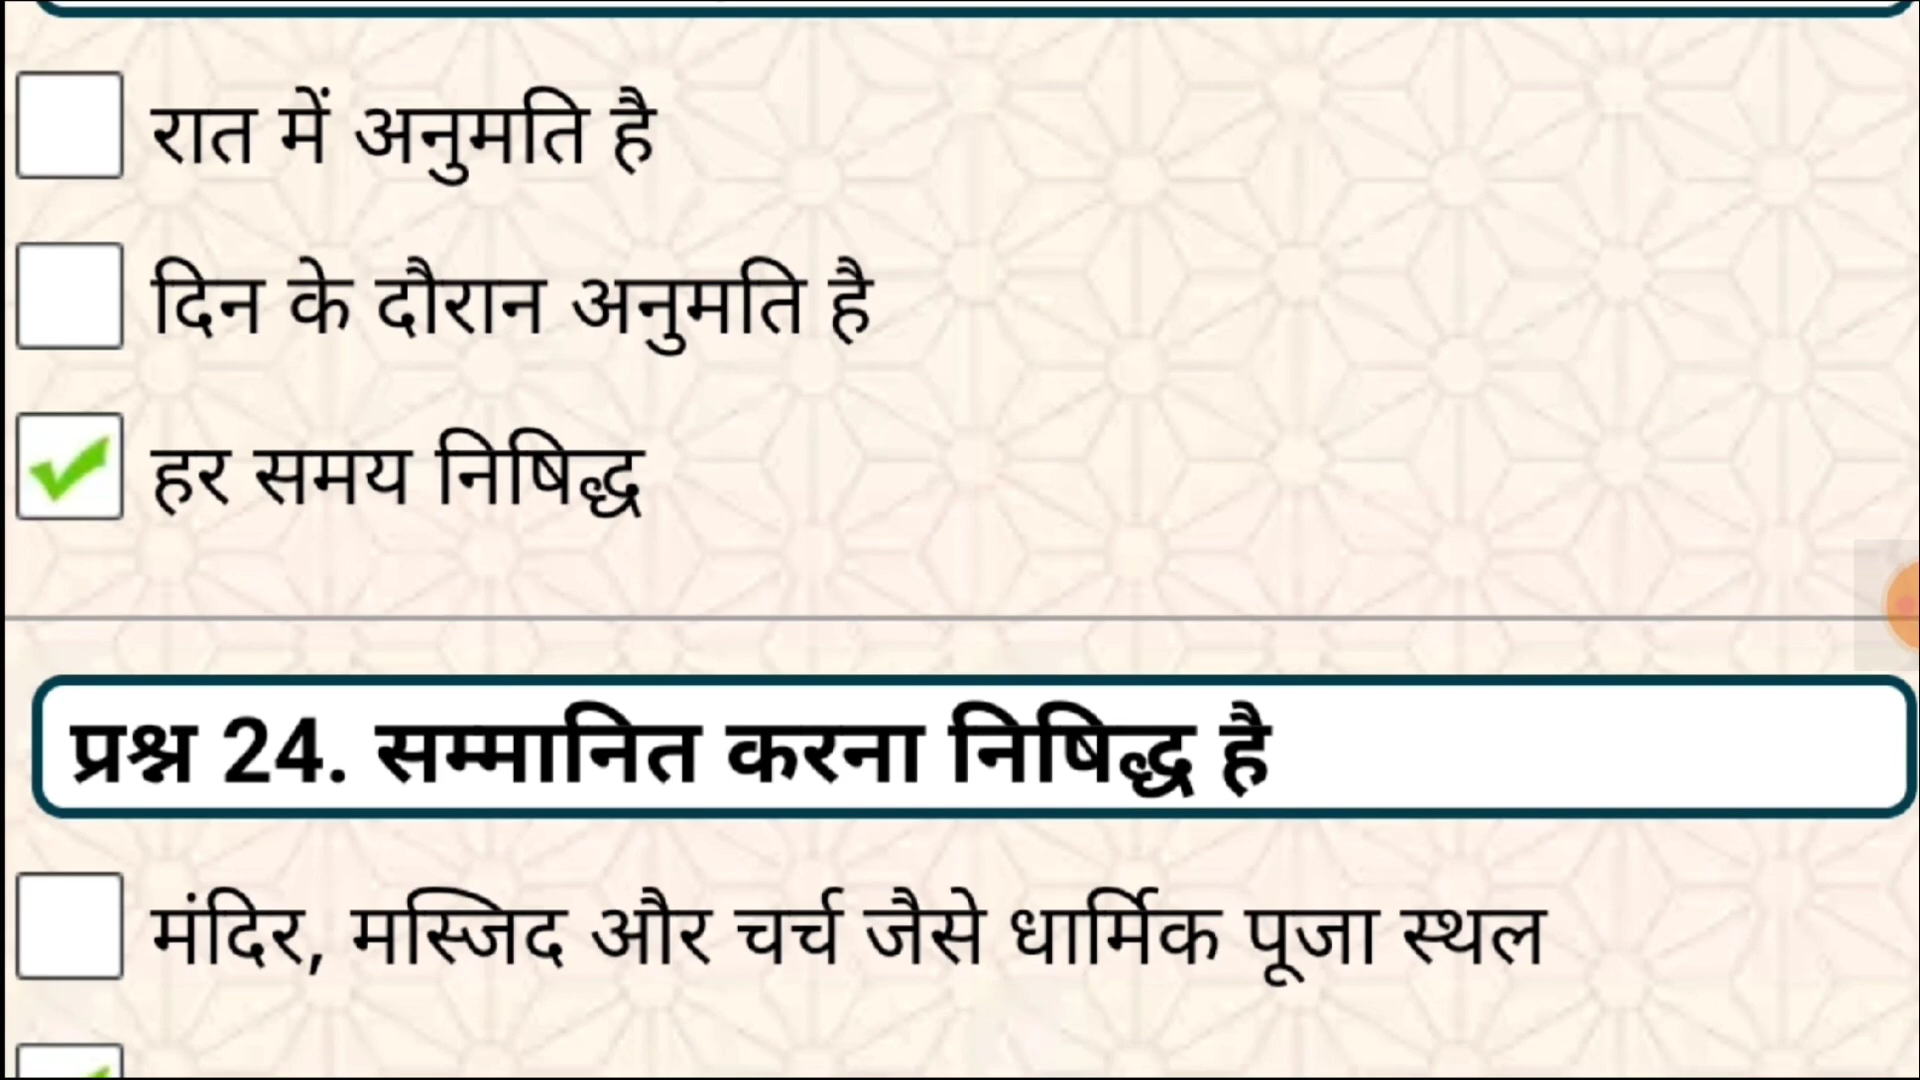 रात में अनुमति है
दिन के दौरान अनुमति है
हर समय निषिद्ध
प्रश्न 24. सम्मानित करना निषिद्ध है
मंदिर, मस्जिद और चर्च जैसे धार्मिक पूजा स्थल